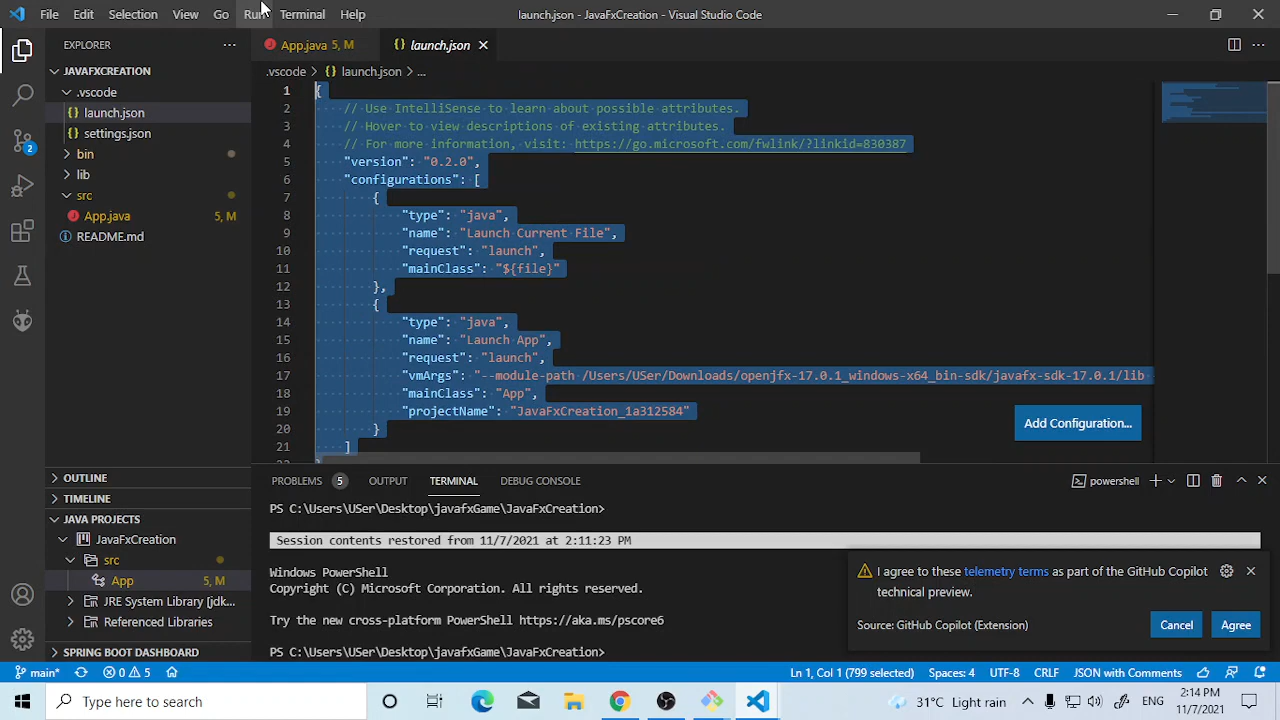 File Edit Selection View Go Run Terminal Help
launch.json - JavaFxCreation - Visual Studio Code
EXPLORER
JAVAFXCREATION
.vscode
launch.json
settings.json
bin
lib
src
App.java 5, M
README.md
OUTLINE
TIMELINE
JAVA PROJECTS
JavaFxCreation
src
App 5, M
JRE System Library [jdk...
Referenced Libraries
SPRING BOOT DASHBOARD
2
App.java 5, M
launch.json
.vscode > launch.json > ...
1 {
2 // Use IntelliSense to learn about possible attributes.
3 // Hover to view descriptions of existing attributes.
4 // For more information, visit: https://go.microsoft.com/fwlink/?linkid=830387
5 "version": "0.2.0",
6 "configurations": [
7 {
8 "type": "java",
9 "name": "Launch Current File",
10 "request": "launch",
11 "mainClass": "${file}"
12 },
13 {
14 "type": "java",
15 "name": "Launch App",
16 "request": "launch",
17 "vmArgs": "--module-path /Users/USer/Downloads/openjfx-17.0.1_windows-x64_bin-sdk/javafx-sdk-17.0.1/lib
18 "mainClass": "App",
19 "projectName": "JavaFxCreation_1a312584"
20 }
21 ]
22 }
Add Configuration...
PROBLEMS 5 OUTPUT TERMINAL DEBUG CONSOLE
powershell
PS C:\Users\USer\Desktop\javafxGame\JavaFxCreation>
Session contents restored from 11/7/2021 at 2:11:23 PM
Windows PowerShell
Copyright (C) Microsoft Corporation. All rights reserved.
Try the new cross-platform PowerShell https://aka.ms/pscore6
PS C:\Users\USer\Desktop\javafxGame\JavaFxCreation>
I agree to these telemetry terms as part of the GitHub Copilot
technical preview.
Source: GitHub Copilot (Extension)
Cancel
Agree
main* 0 5
Ln 1, Col 1 (799 selected) Spaces: 4 UTF-8 CRLF JSON with Comments
Type here to search
31°C Light rain
ENG
2:14 PM
11/7/2021